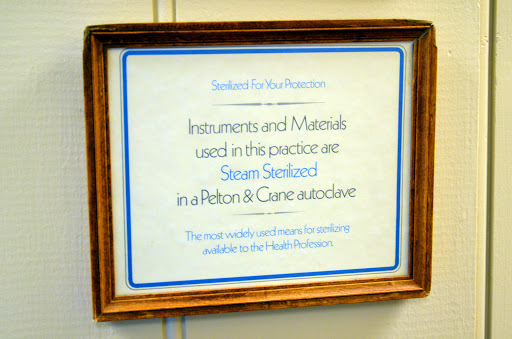 Sterilized For Your Protection
Instruments and Materials
used in this practice are
Steam Sterilized
in a Pelton & Crane autoclave
The most widely used means for sterilizing
available to the Health Profession.